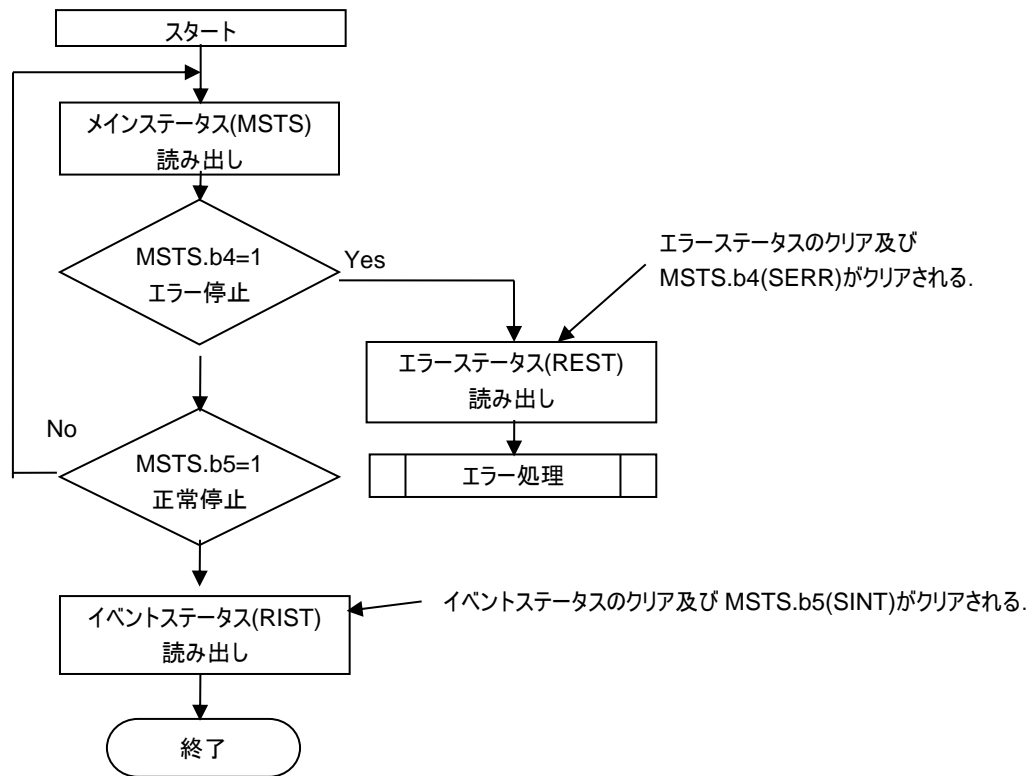 スタート
メインステータス(MSTS)
読み出し
MSTS.b4=1
エラー停止
Yes
エラーステータスのクリア及び
MSTS.b4(SERR)がクリアされる.
エラーステータス(REST)
読み出し
エラー処理
No
MSTS.b5=1
正常停止
イベントステータス(RIST)
読み出し
イベントステータスのクリア及び MSTS.b5(SINT)がクリアされる.
終了